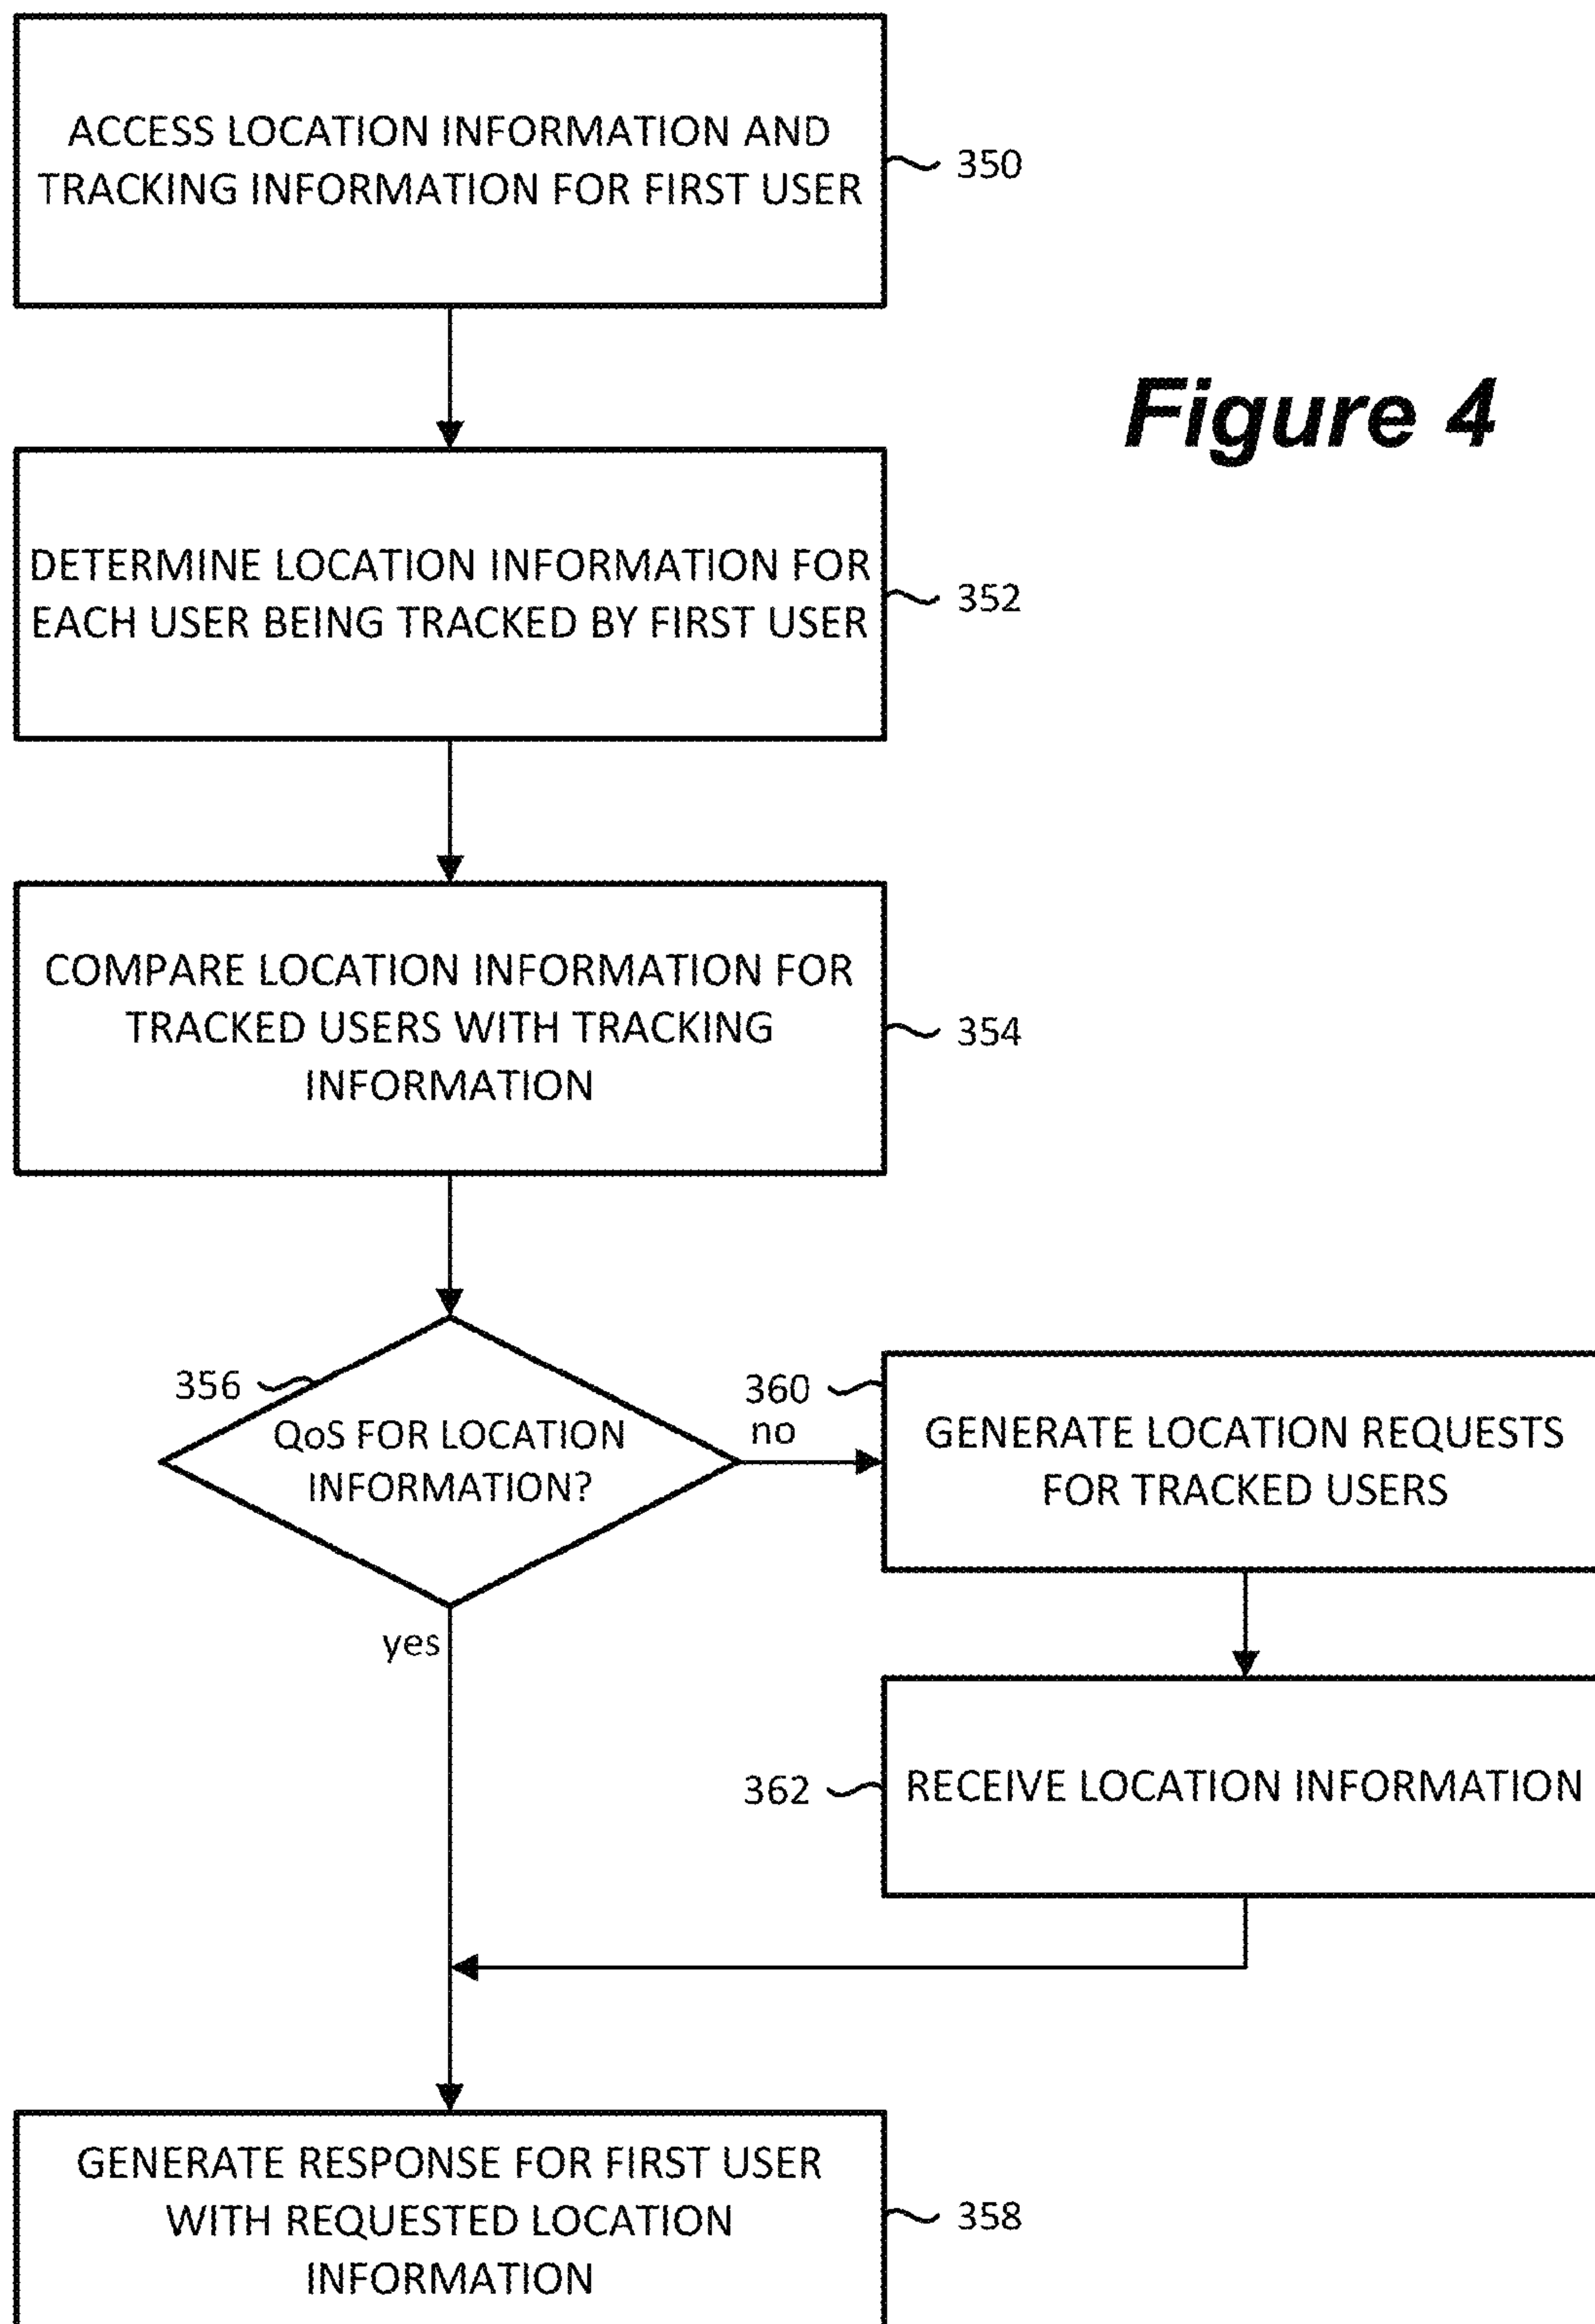 ACCESS LOCATION INFORMATION AND
TRACKING INFORMATION FOR FIRST USER
350
Figure 4
DETERMINE LOCATION INFORMATION FOR
EACH USER BEING TRACKED BY FIRST USER
352
COMPARE LOCATION INFORMATION FOR
TRACKED USERS WITH TRACKING
INFORMATION
354
356
QoS FOR LOCATION
INFORMATION?
no
yes
360
GENERATE LOCATION REQUESTS
FOR TRACKED USERS
362
RECEIVE LOCATION INFORMATION
GENERATE RESPONSE FOR FIRST USER
WITH REQUESTED LOCATION
INFORMATION
358